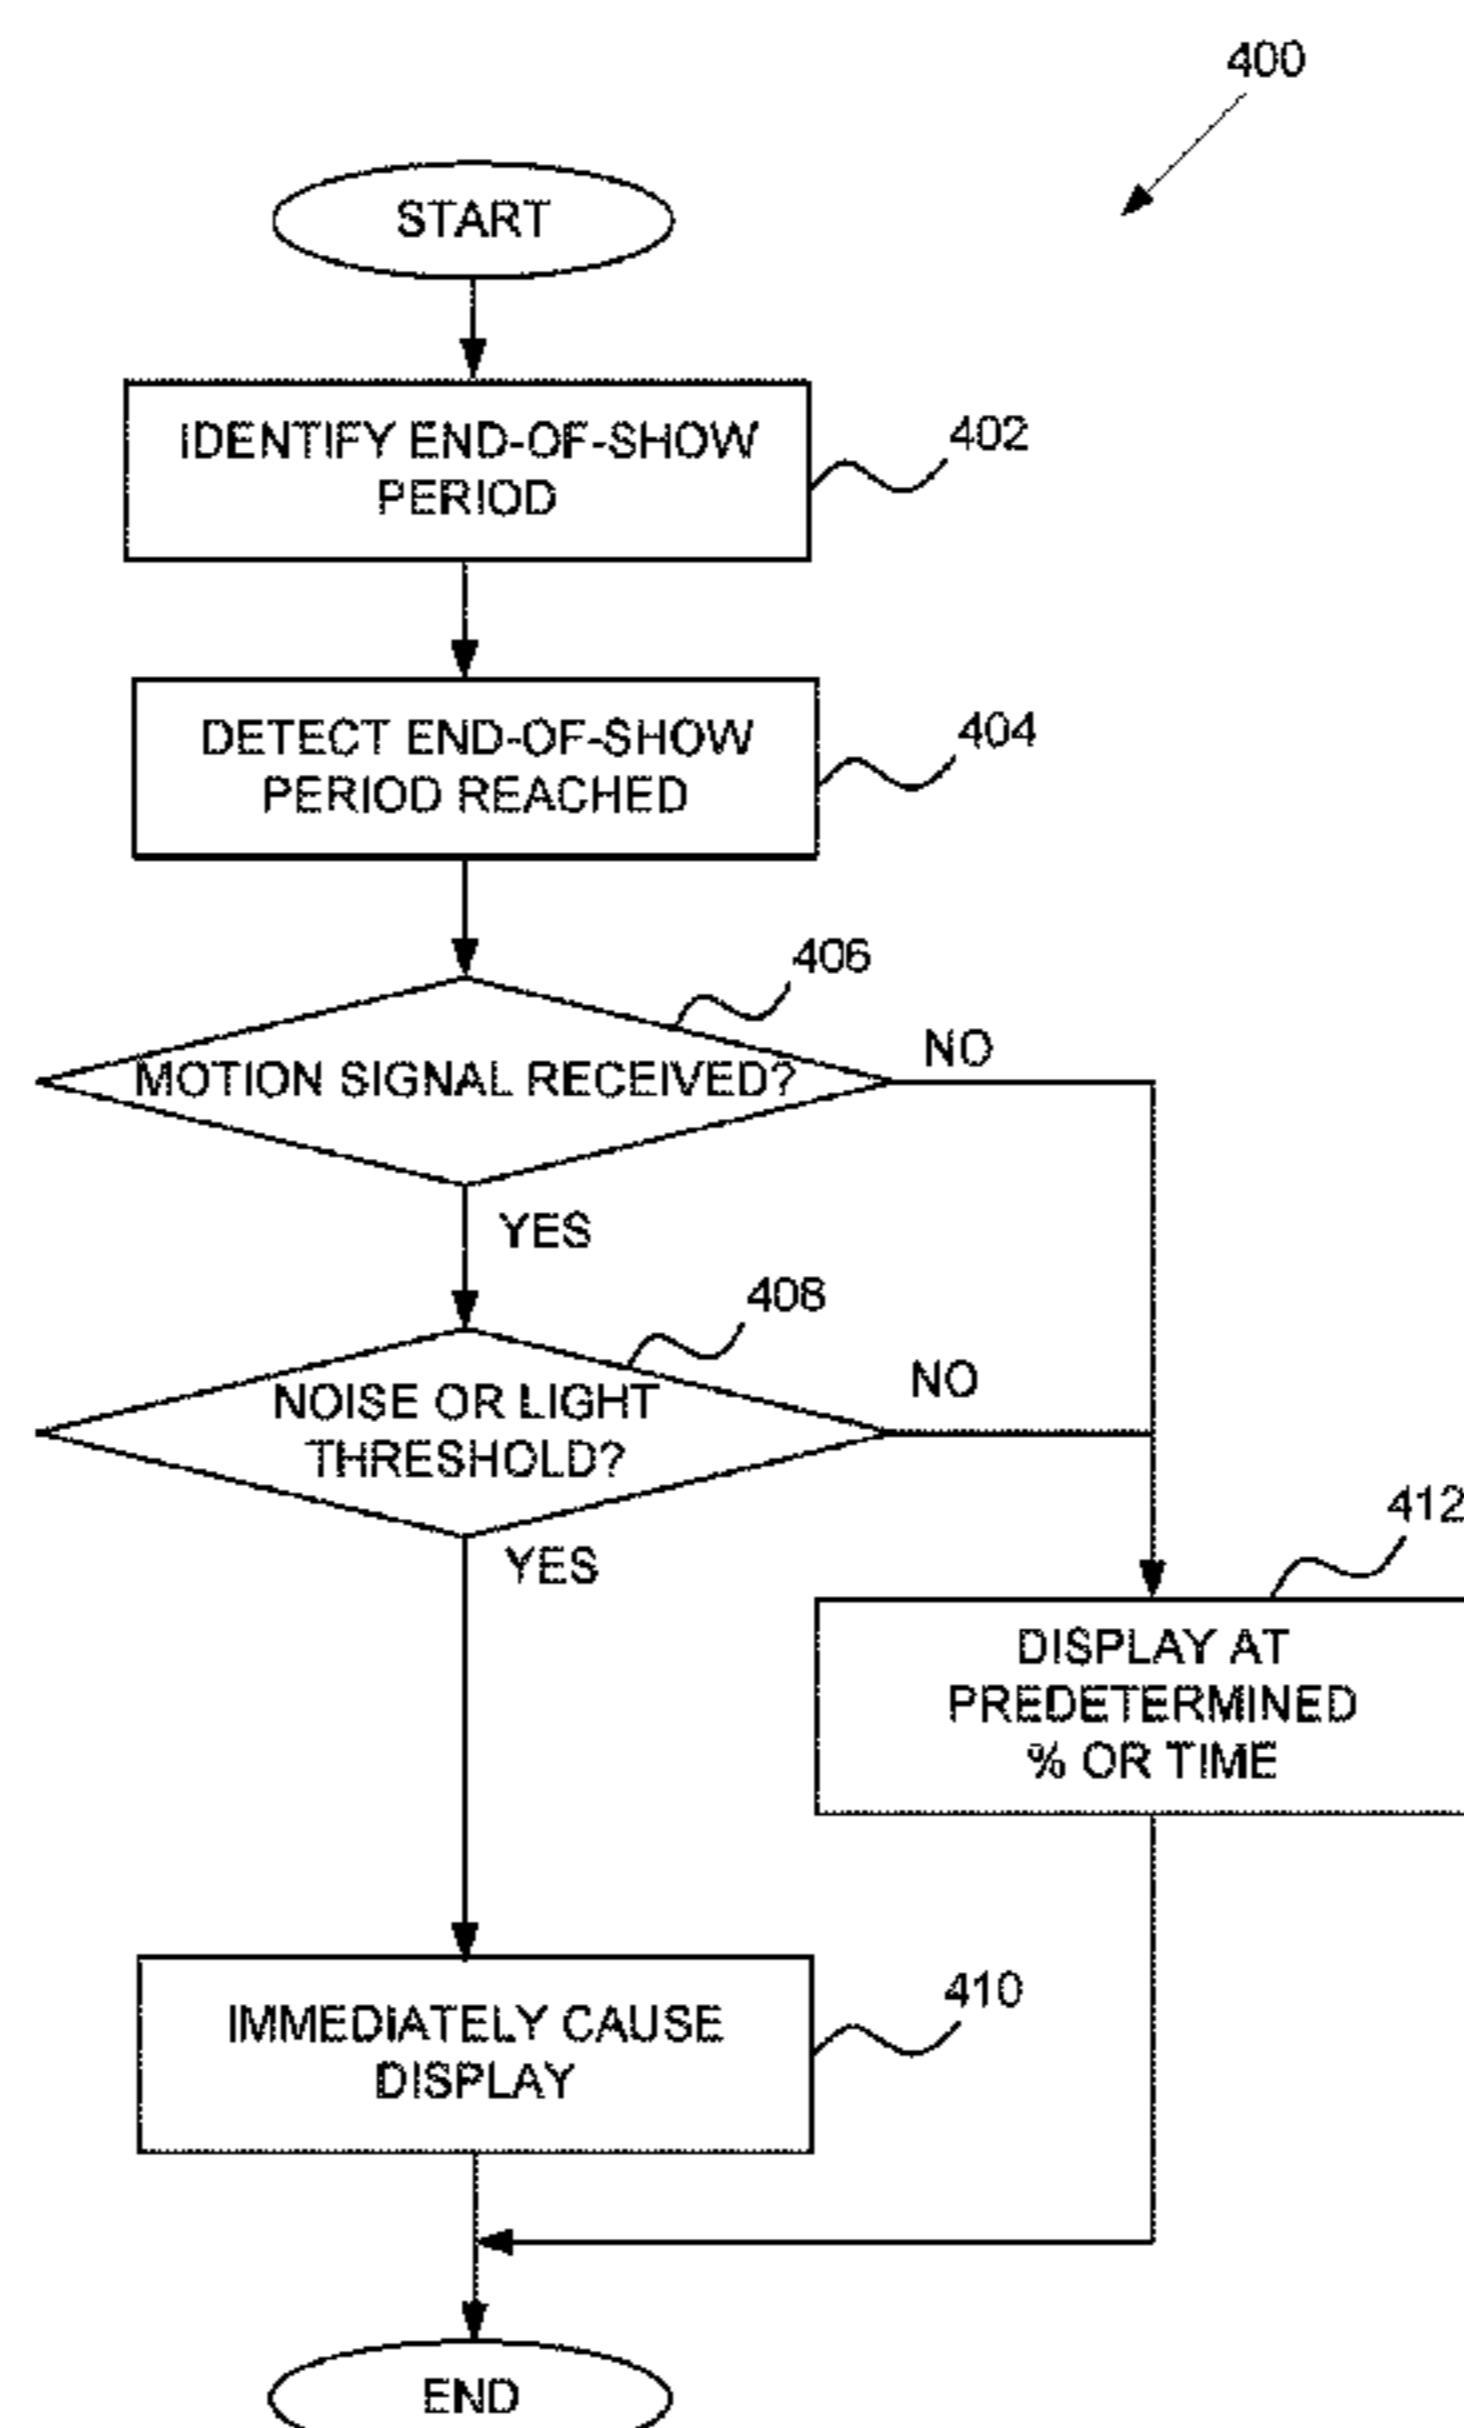 400
START
IDENTIFY END-OF-SHOW
PERIOD
402
DETECT END-OF-SHOW
PERIOD REACHED
404
406
MOTION SIGNAL RECEIVED?
NO
YES
408
NOISE OR LIGHT
THRESHOLD?
NO
YES
412
DISPLAY AT
PREDETERMINED
% OR TIME
IMMEDIATELY CAUSE
DISPLAY
410
END